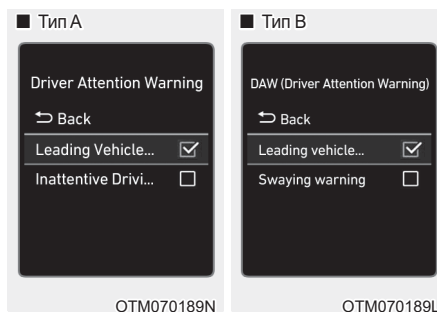 ■ Тип A
Driver Attention Warning
⮌ Back
Leading Vehicle...
Inattentive Drivi...
OTM070189N
■ Тип B
DAW (Driver Attention Warning)
⮌ Back
Leading vehicle...
Swaying warning
OTM070189L